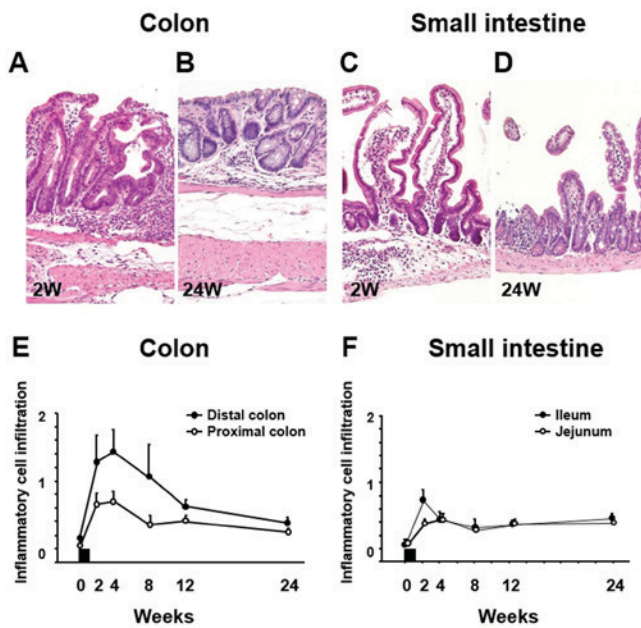 Colon Small intestine
A B C D
2W 24W 2W 24W
E Colon F Small intestine
Inflammatory cell infiltration
2
1
0
Distal colon
Proximal colon
0 2 4 8 12 24
Weeks
Inflammatory cell infiltration
2
1
0
Ileum
Jejunum
0 2 4 8 12 24
Weeks